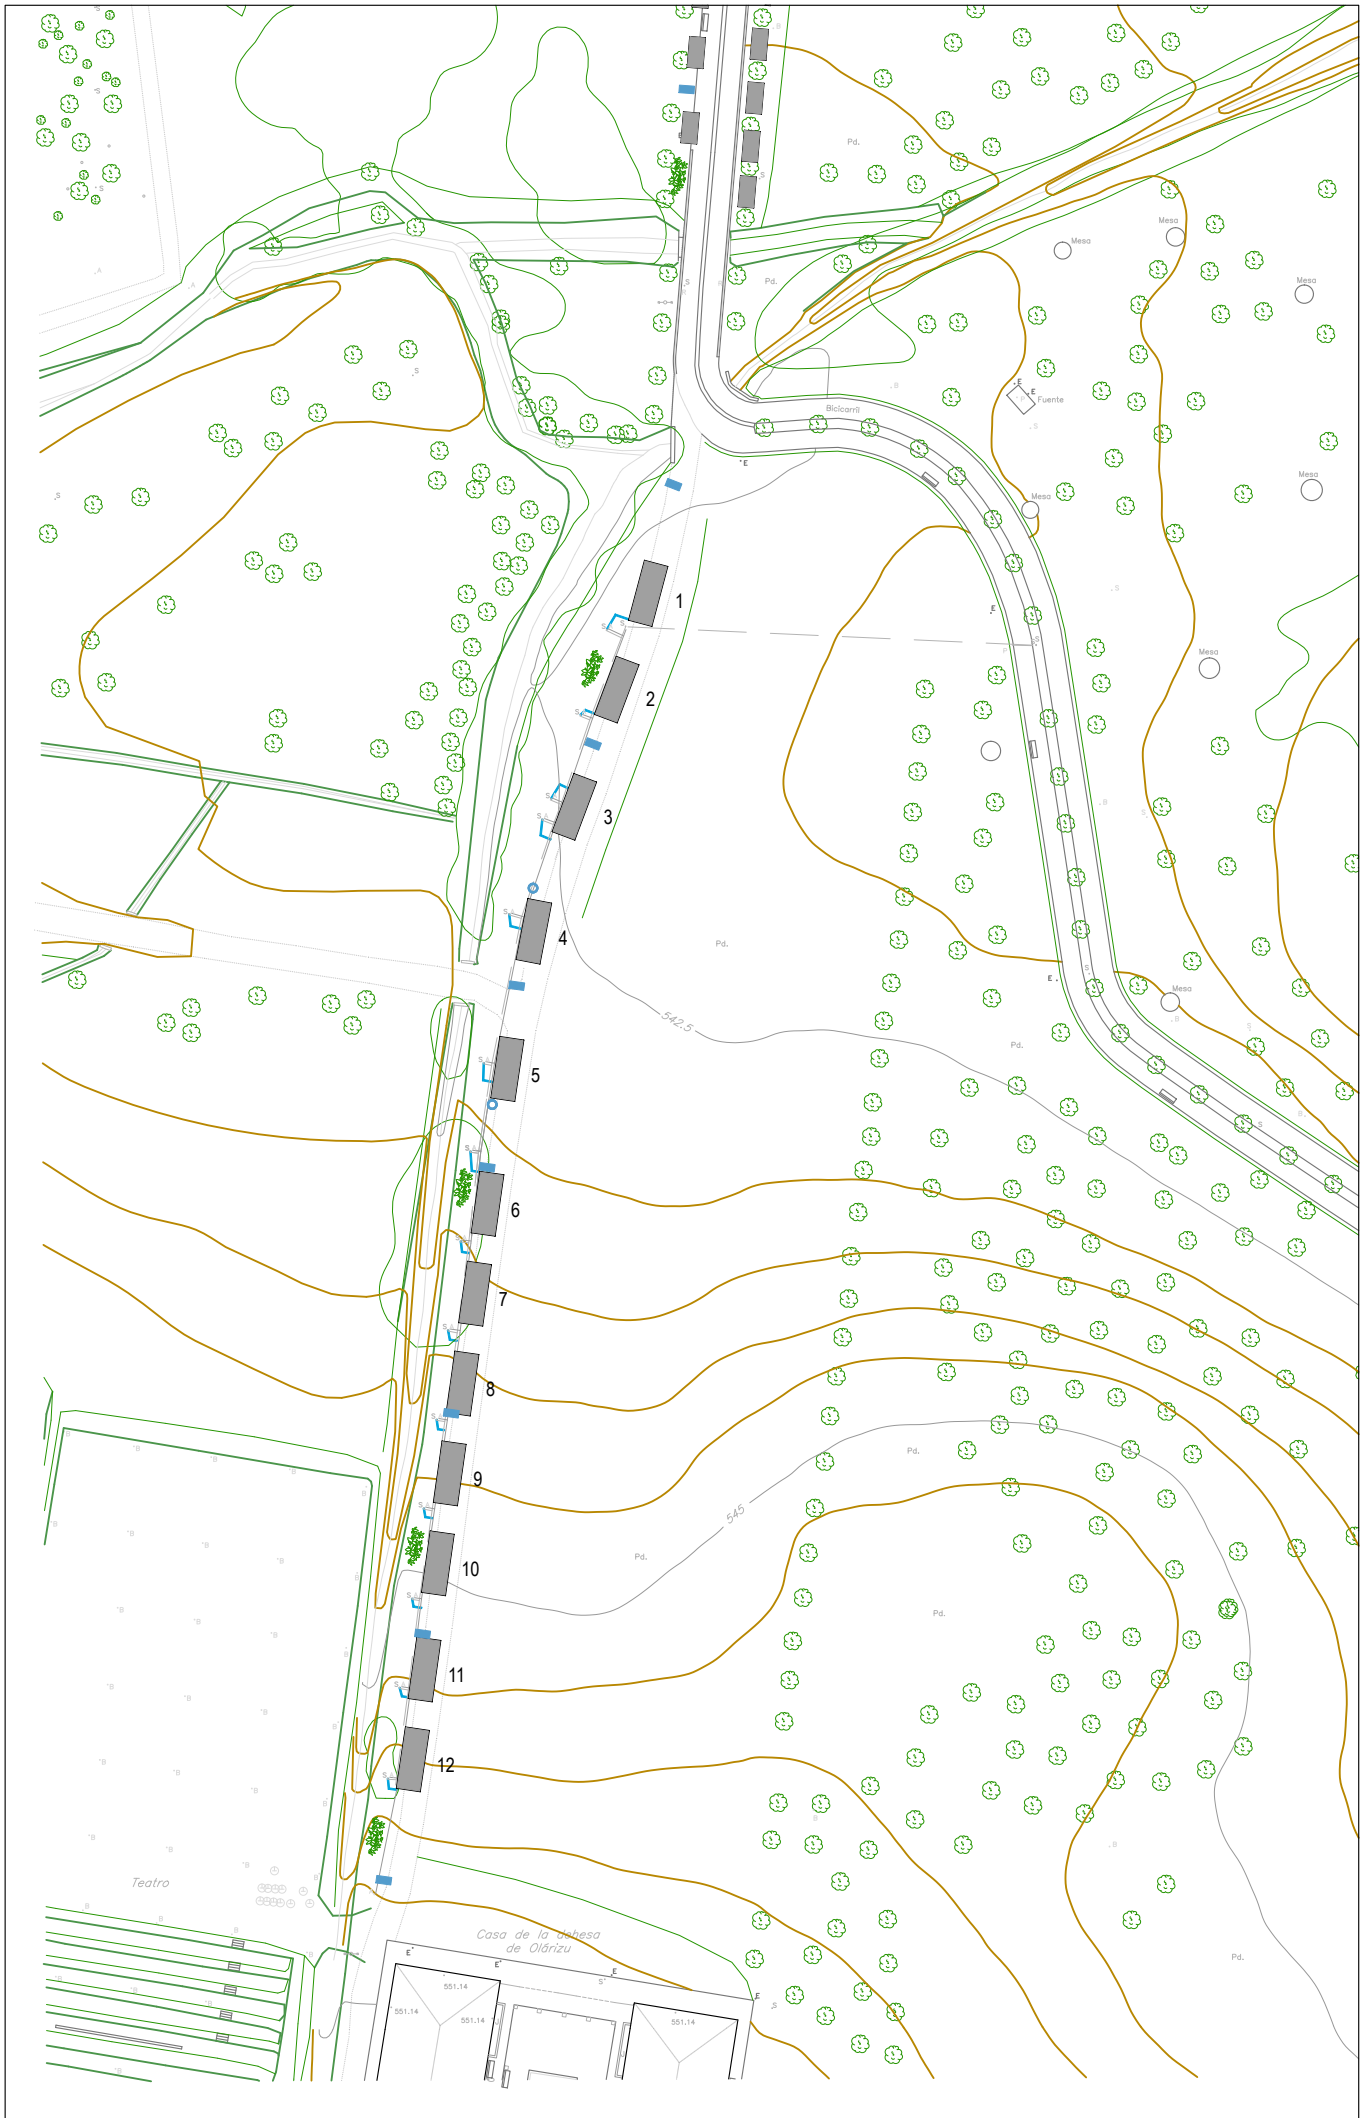 Pd.
Mesa
Mesa
Pd.
Mesa
Bicicarril
Fuente
Mesa
1
Mesa
2
3
4
Pd.
Mesa
542.5
Pd.
5
6
7
8
9
Pd.
545
10
Pd.
Pd.
11
12
Teatro
Casa de la dehesa
de Olárizu
Pd.
551.14
551.14
551.14
551.14